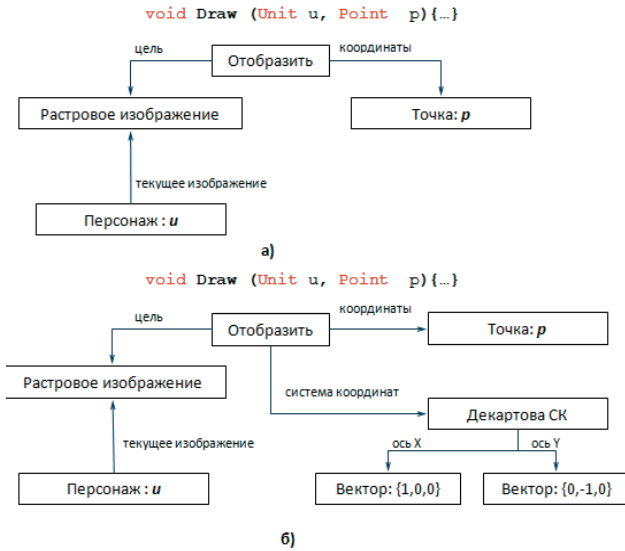 void Draw (Unit u, Point p){…}
цель
координаты
Отобразить
Растровое изображение
Точка: p
текущее изображение
Персонаж : u
а)
void Draw (Unit u, Point p){…}
цель
координаты
Отобразить
Точка: p
Растровое изображение
система координат
Декартова СК
текущее изображение
ось X
ось Y
Персонаж: u
Вектор: {1,0,0}
Вектор: {0,-1,0}
б)